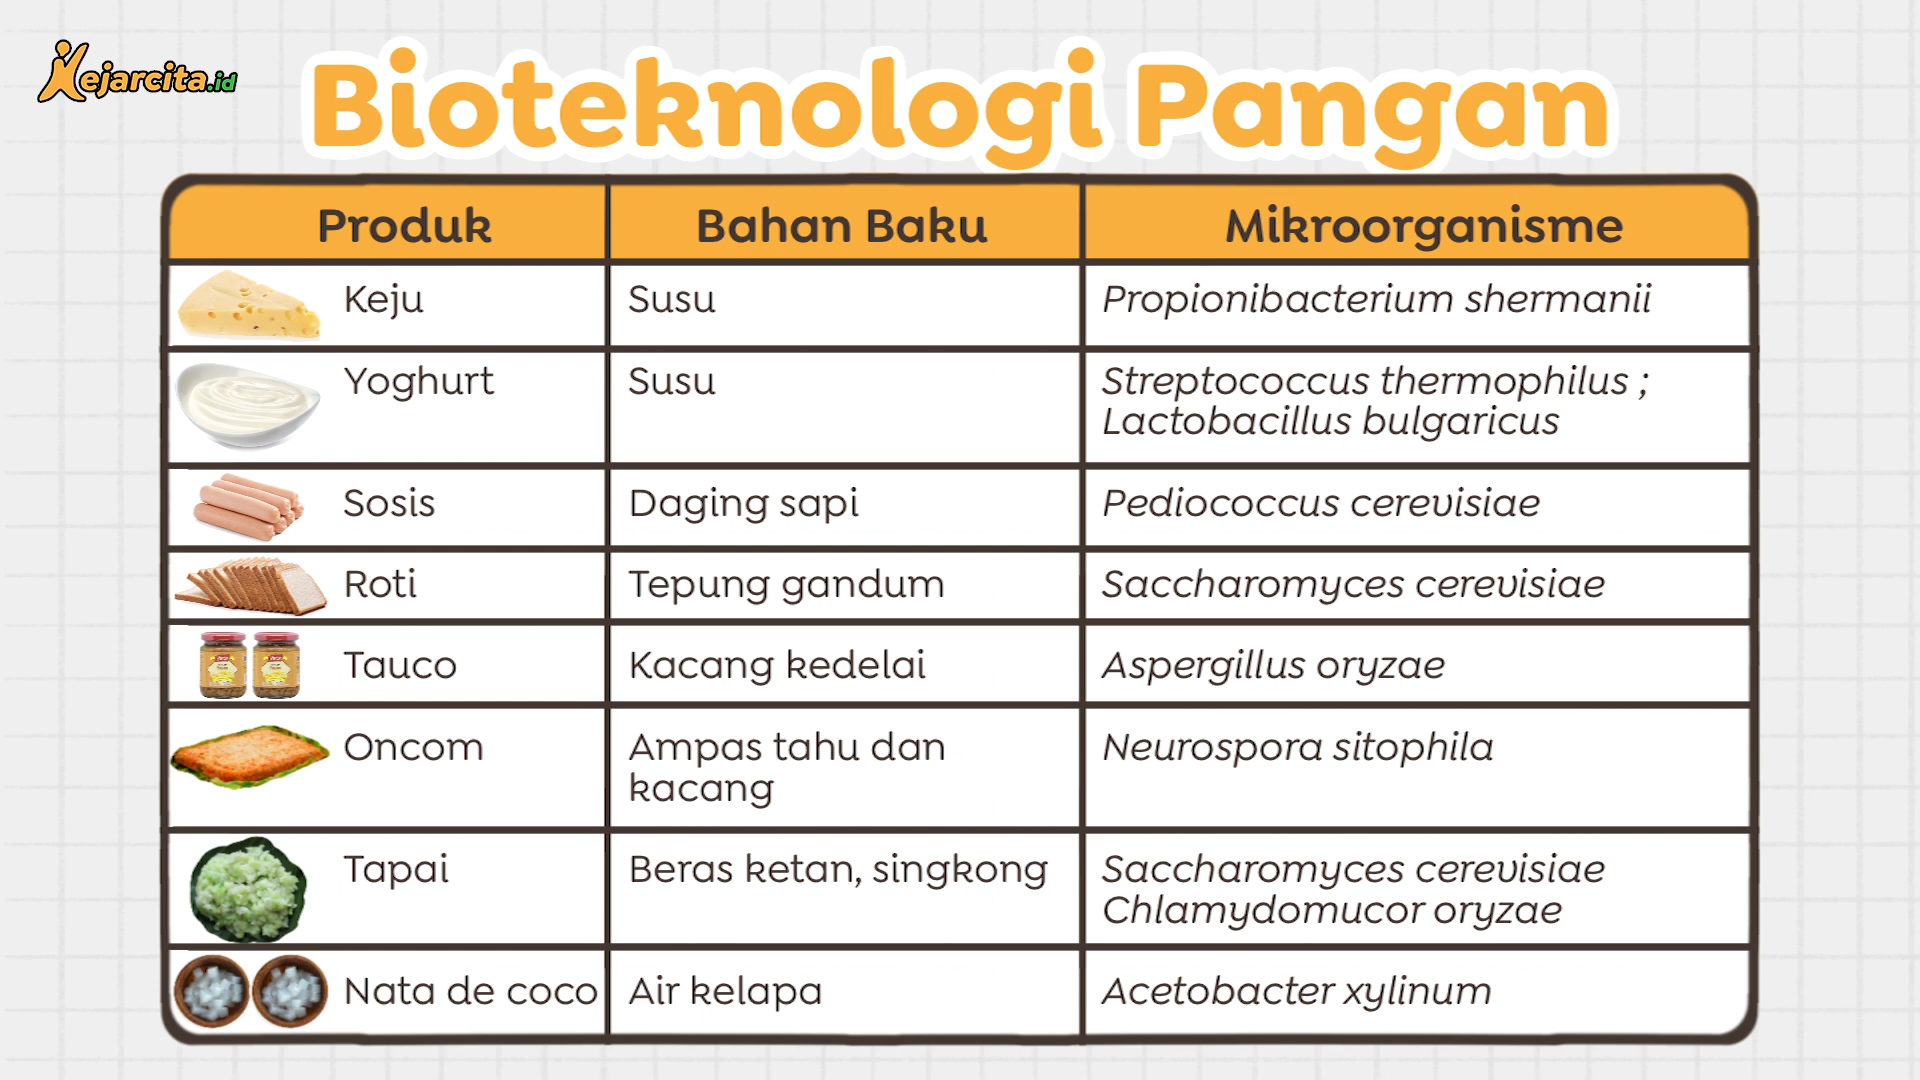 Kejarcita.id
Bioteknologi Pangan
Produk Bahan Baku Mikroorganisme
Keju Susu Propionibacterium shermanii
Yoghurt Susu Streptococcus thermophilus ;
Lactobacillus bulgaricus
Sosis Daging sapi Pediococcus cerevisiae
Roti Tepung gandum Saccharomyces cerevisiae
Tauco Kacang kedelai Aspergillus oryzae
Oncom Ampas tahu dan Neurospora sitophila
kacang
Tapai Beras ketan, singkong Saccharomyces cerevisiae
Chlamydomucor oryzae
Nata de coco Air kelapa Acetobacter xylinum